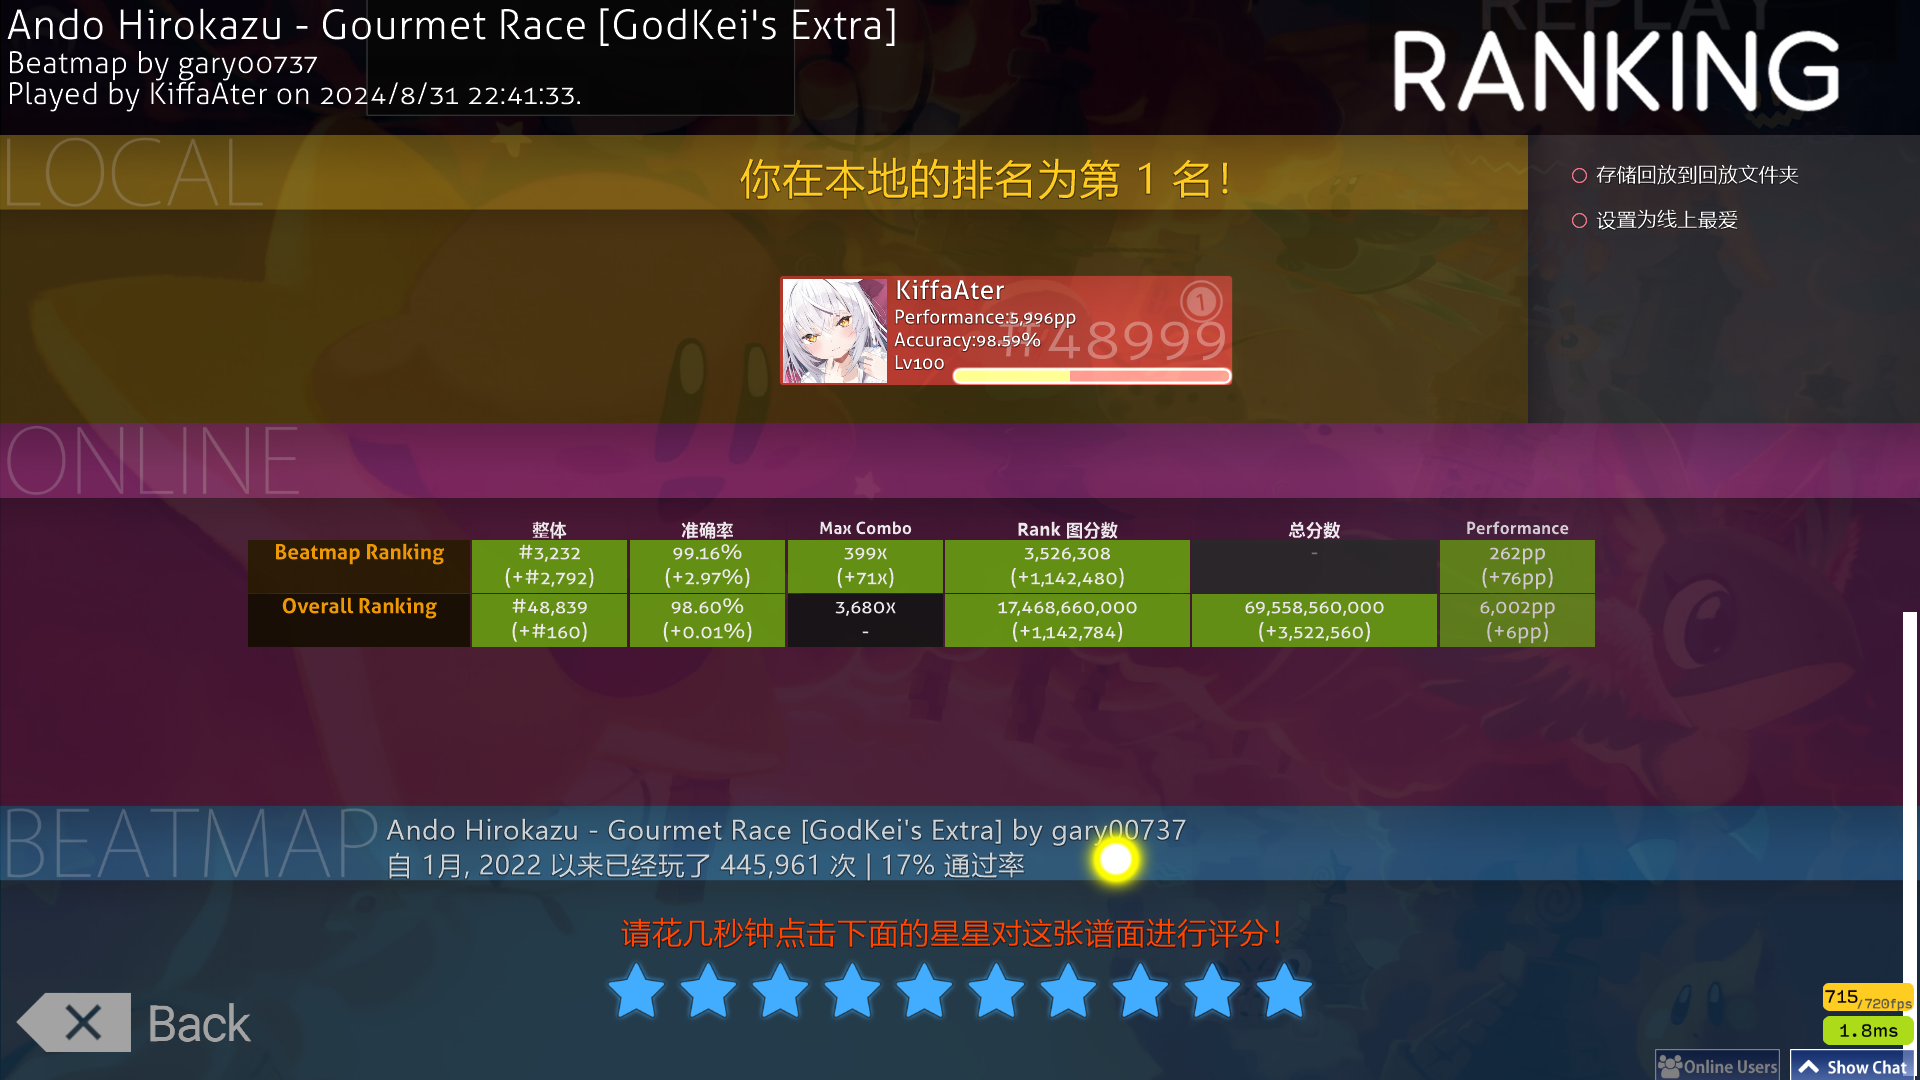 Ando Hirokazu - Gourmet Race [GodKei's Extra]
Beatmap by gary00737
Played by KiffaAter on 2024/8/31 22:41:33.
REPLAY
RANKING
LOCAL
你在本地的排名为第 1 名!
存储回放到回放文件夹
设置为线上最爱
KiffaAter
Performance:5,996pp
Accuracy:98.59%
Lv100
1
#48999
ONLINE
整体 准确率 Max Combo Rank 图分数 总分数 Performance
Beatmap Ranking #3,232 99.16% 399x 3,526,308 - 262pp
(+#2,792) (+2.97%) (+71x) (+1,142,480) (+76pp)
Overall Ranking #48,839 98.60% 3,680x 17,468,660,000 69,558,560,000 6,002pp
(+#160) (+0.01%) - (+1,142,784) (+3,522,560) (+6pp)
BEATMAP
Ando Hirokazu - Gourmet Race [GodKei's Extra] by gary00737
自 1月, 2022 以来已经玩了 445,961 次 | 17% 通过率
请花几秒钟点击下面的星星对这张谱面进行评分!
Back
715/720fps
1.8ms
Online Users
Show Chat